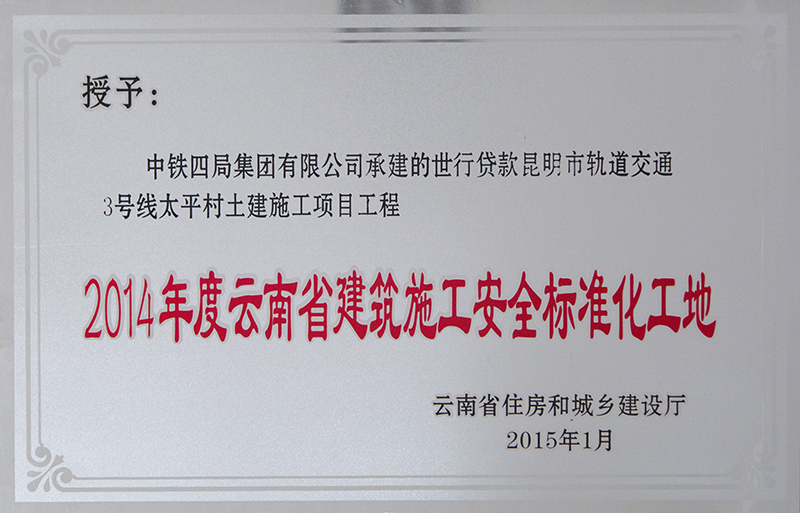 授予：
中铁四局集团有限公司承建的世行贷款昆明市轨道交通
3号线太平村土建施工项目工程
2014年度云南省建筑施工安全标准化工地
云南省住房和城乡建设厅
2015年1月